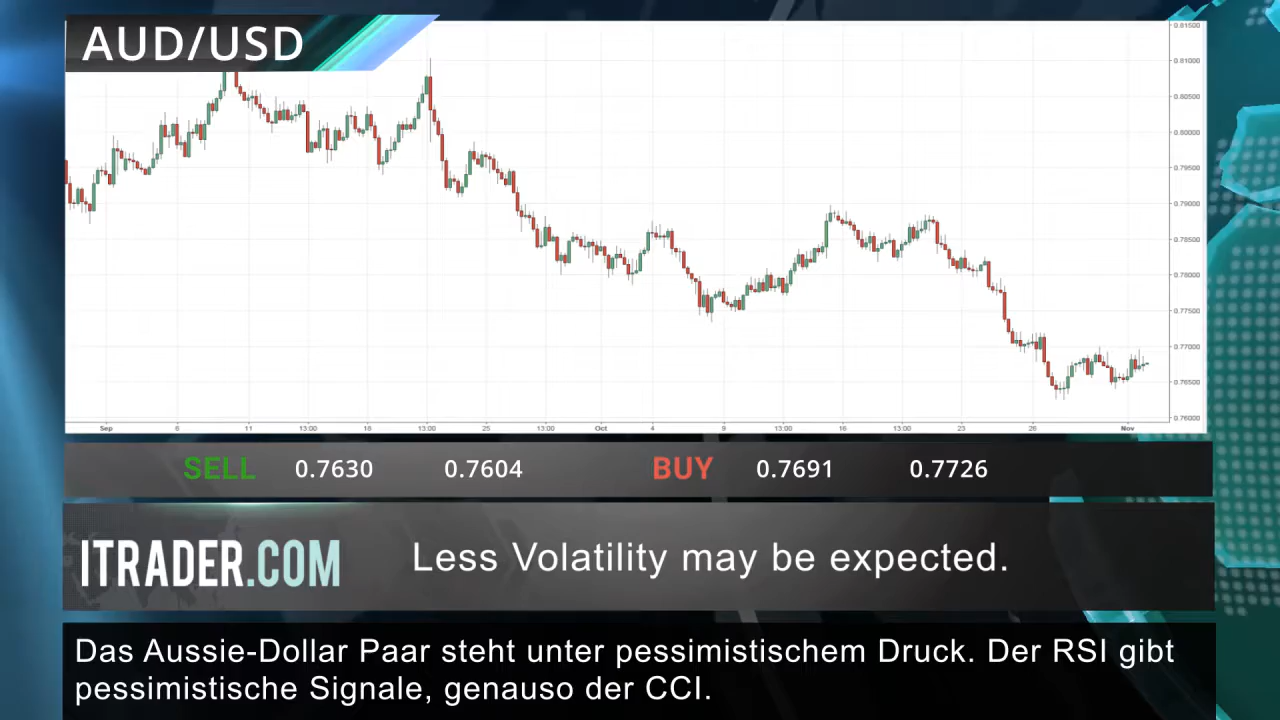 AUD/USD
0.81500
0.81000
0.80500
0.80000
0.79500
0.79000
0.78500
0.78000
0.77500
0.77000
0.76500
0.76000
Sep 6 11 13:00 18 13:00 25 13:00 Oct 4 9 13:00 16 13:00 23 28 Nov
SELL 0.7630 0.7604 BUY 0.7691 0.7726
ITRADER.COM Less Volatility may be expected.
Das Aussie-Dollar Paar steht unter pessimistischem Druck. Der RSI gibt
pessimistische Signale, genauso der CCI.